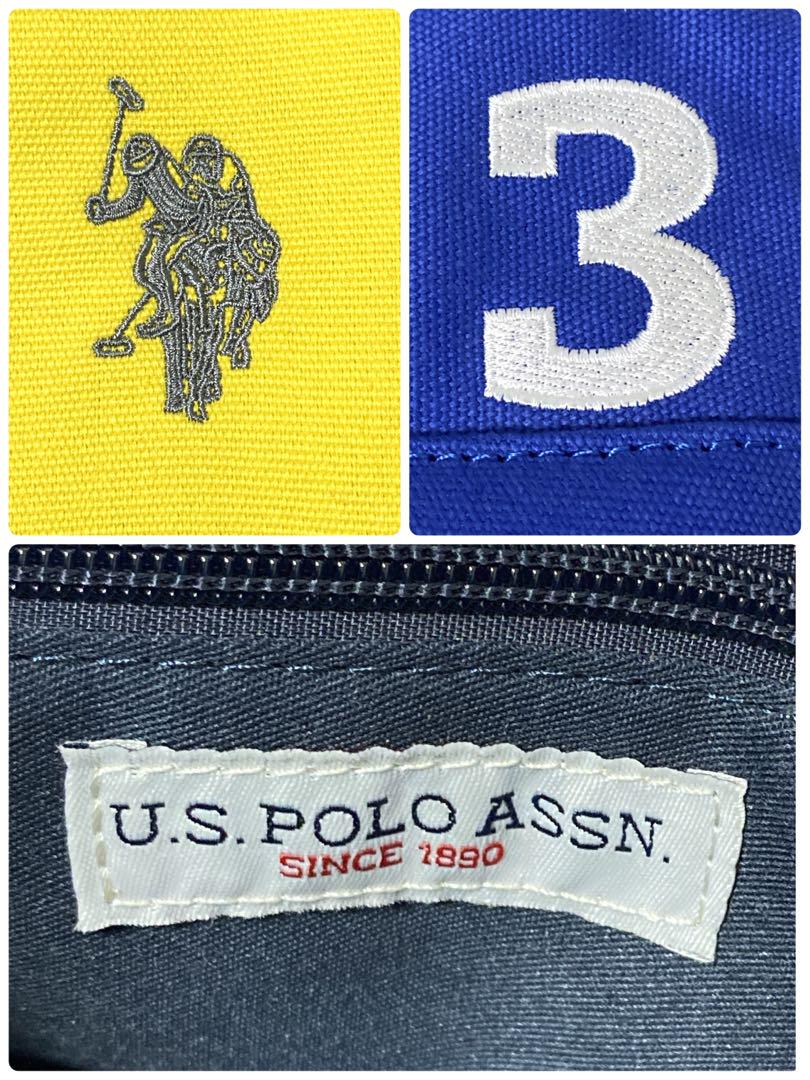 3
U.S. POLO ASSN.
SINCE 1890